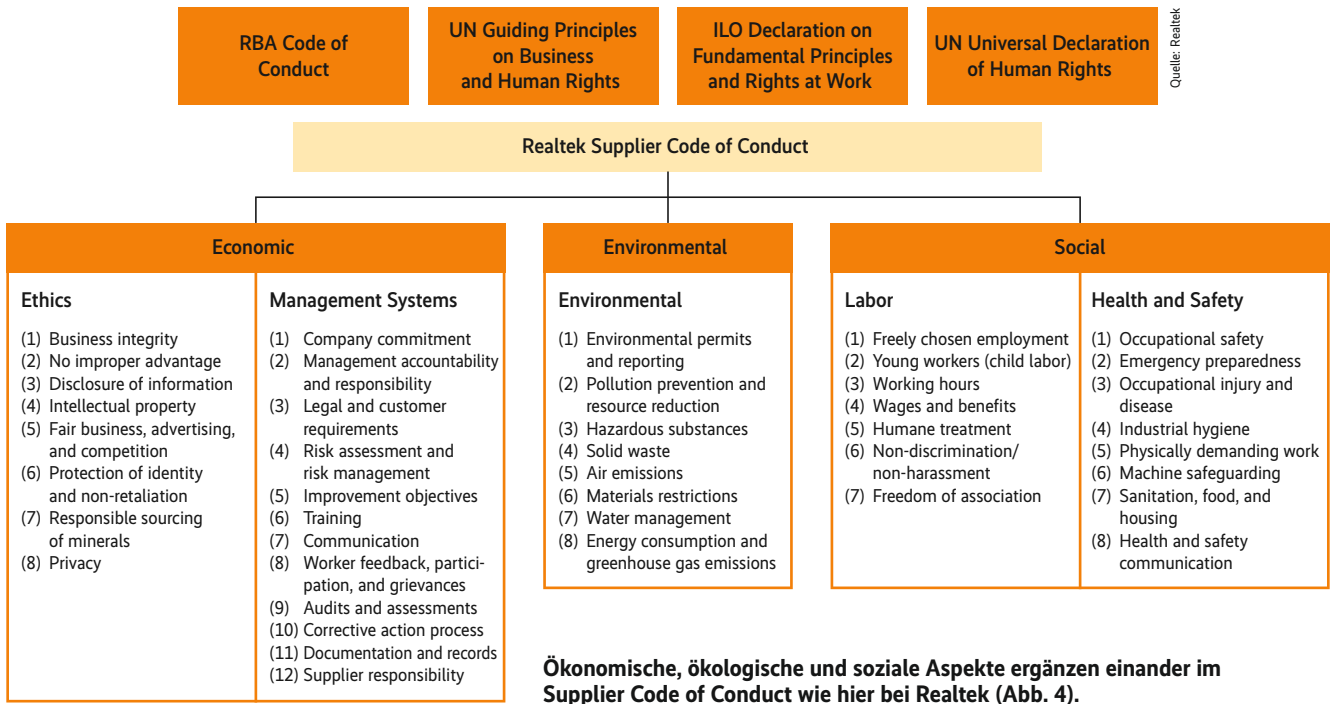 RBA Code of
Conduct
UN Guiding Principles
on Business
and Human Rights
ILO Declaration on
Fundamental Principles
and Rights at Work
UN Universal Declaration
of Human Rights
Quelle: Realtek
Realtek Supplier Code of Conduct
Economic
Ethics
(1) Business integrity
(2) No improper advantage
(3) Disclosure of information
(4) Intellectual property
(5) Fair business, advertising,
and competition
(6) Protection of identity
and non-retaliation
(7) Responsible sourcing
of minerals
(8) Privacy
Management Systems
(1) Company commitment
(2) Management accountability
and responsibility
(3) Legal and customer
requirements
(4) Risk assessment and
risk management
(5) Improvement objectives
(6) Training
(7) Communication
(8) Worker feedback, partici-
pation, and grievances
(9) Audits and assessments
(10) Corrective action process
(11) Documentation and records
(12) Supplier responsibility
Environmental
Environmental
(1) Environmental permits
and reporting
(2) Pollution prevention and
resource reduction
(3) Hazardous substances
(4) Solid waste
(5) Air emissions
(6) Materials restrictions
(7) Water management
(8) Energy consumption and
greenhouse gas emissions
Social
Labor
(1) Freely chosen employment
(2) Young workers (child labor)
(3) Working hours
(4) Wages and benefits
(5) Humane treatment
(6) Non-discrimination/
non-harassment
(7) Freedom of association
Health and Safety
(1) Occupational safety
(2) Emergency preparedness
(3) Occupational injury and
disease
(4) Industrial hygiene
(5) Physically demanding work
(6) Machine safeguarding
(7) Sanitation, food, and
housing
(8) Health and safety
communication
Ökonomische, ökologische und soziale Aspekte ergänzen einander im
Supplier Code of Conduct wie hier bei Realtek (Abb. 4).